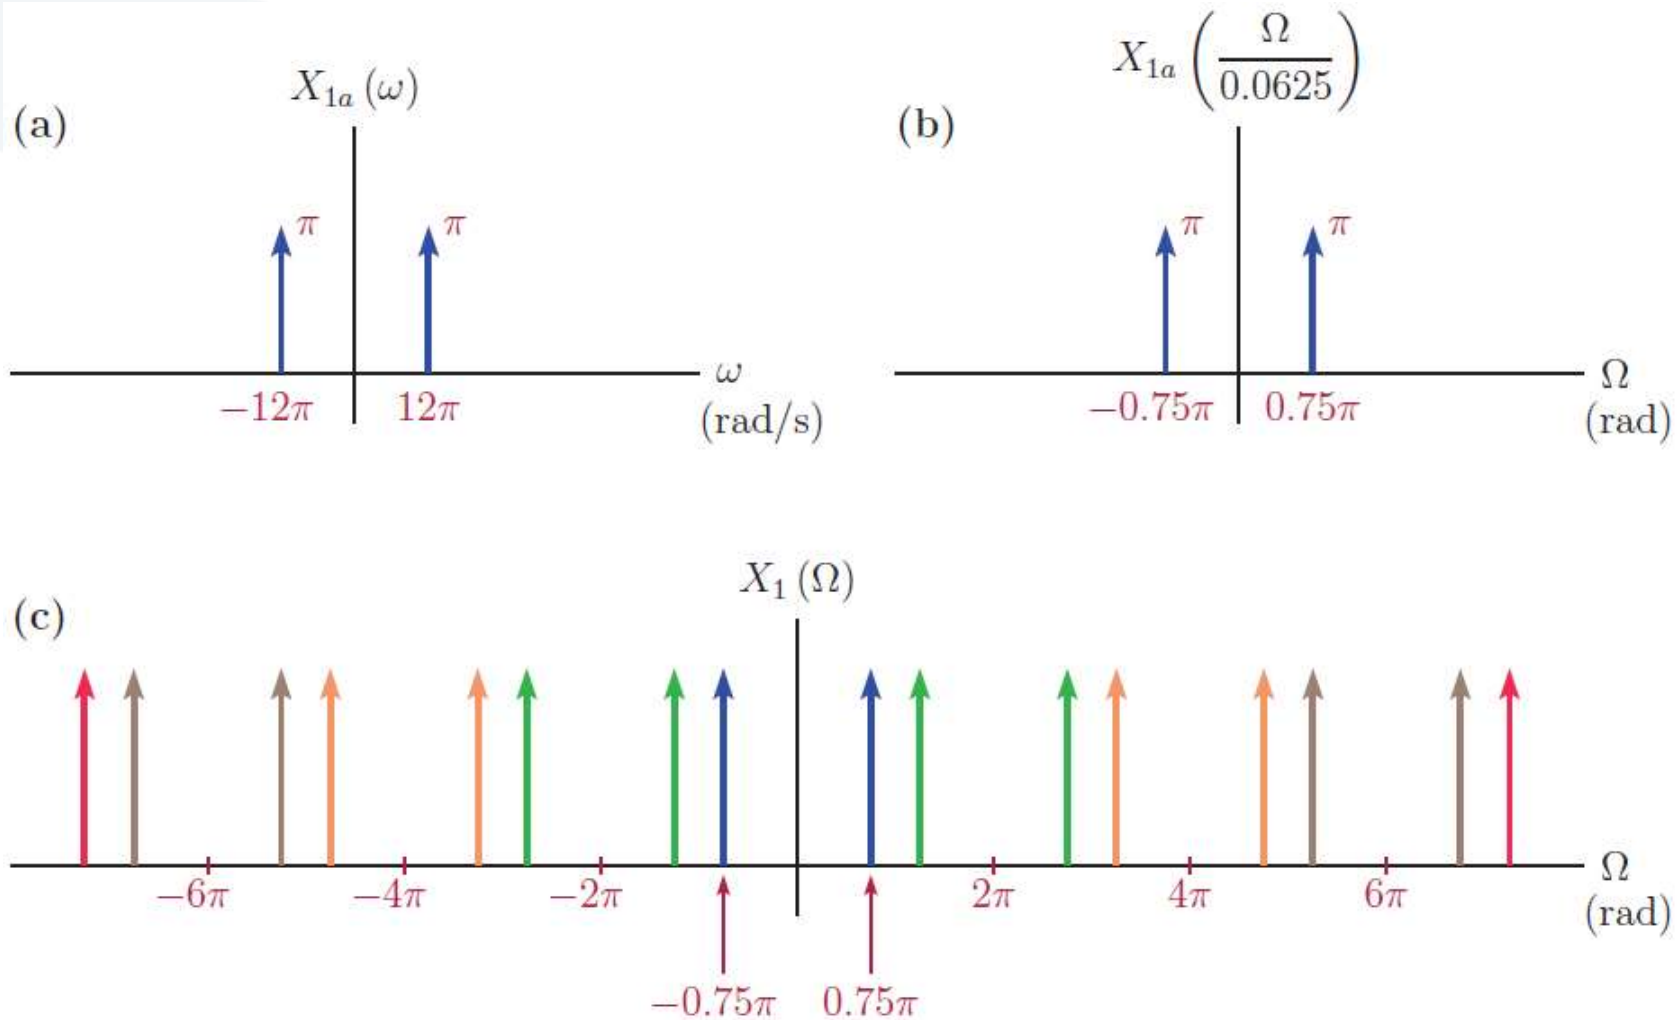 (a)
X₁ₐ (ω)
π π
−12π 12π
ω
(rad/s)
(b)
X₁ₐ (Ω / 0.0625)
π π
−0.75π 0.75π
Ω
(rad)
(c)
X₁ (Ω)
−6π −4π −2π 2π 4π 6π
Ω
(rad)
−0.75π 0.75π